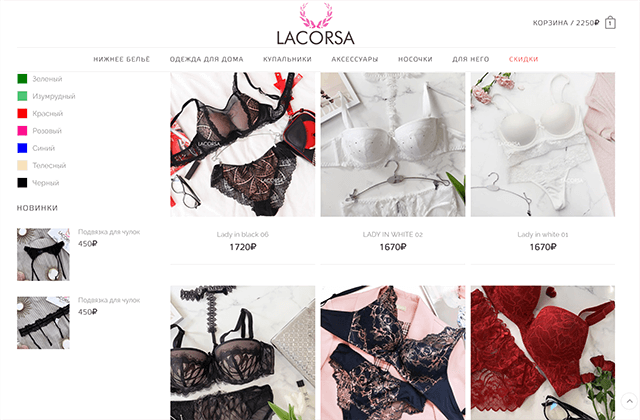 LACORSA
КОРЗИНА / 2250₽
1
НИЖНЕЕ БЕЛЬЁ ОДЕЖДА ДЛЯ ДОМА КУПАЛЬНИКИ АКСЕССУАРЫ НОСОЧКИ ДЛЯ НЕГО СКИДКИ
Зеленый
Изумрудный
Красный
Розовый
Синий
Телесный
Черный
НОВИНКИ
Подвязка для чулок
450₽
Подвязка для чулок
450₽
LACORSA
Lady in black 06
1720₽
LACORSA
LADY IN WHITE 02
1670₽
LACORSA
Lady in white 01
1670₽